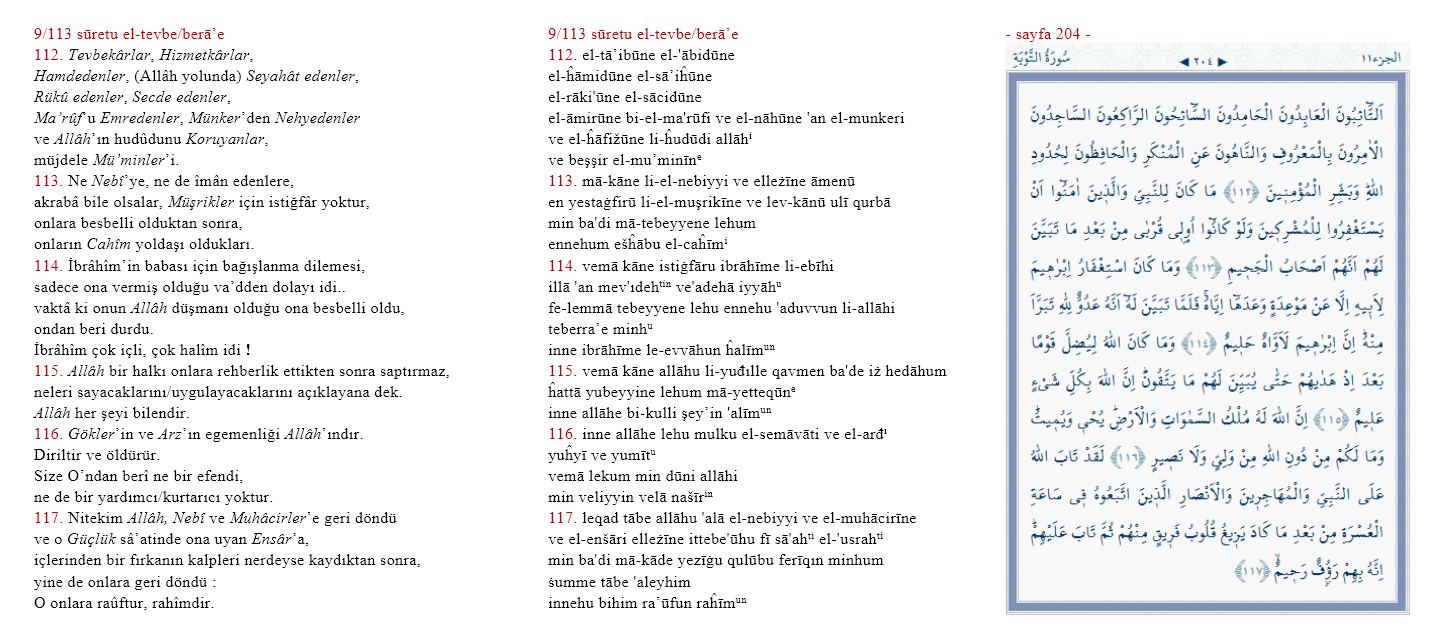 9/113 sūretu el-tevbe/berā’e
112. Tevbekârlar, Hizmetkârlar,
Hamdedenler, (Allâh yolunda) Seyahât edenler,
Rükû edenler, Secde edenler,
Ma’rûf’u Emredenler, Münker’den Nehyedenler
ve Allâh’ın hudûdunu Koruyanlar,
müjdele Mü’minler’i.
113. Ne Nebî’ye, ne de îmân edenlere,
akrabâ bile olsalar, Müşrikler için istiğfâr yoktur,
onlara besbelli olduktan sonra,
onların Cahîm yoldaşı oldukları.
114. İbrâhîm’in babası için bağışlanma dilemesi,
sadece ona vermiş olduğu va’dden dolayı idi..
vaktâ ki onun Allâh düşmanı olduğu ona besbelli oldu,
ondan beri durdu.
İbrâhîm çok içli, çok halîm idi !
115. Allâh bir halkı onlara rehberlik ettikten sonra saptırmaz,
neleri sayacaklarını/uygulayacaklarını açıklayana dek.
Allâh her şeyi bilendir.
116. Gökler’in ve Arz’ın egemenliği Allâh’ındır.
Diriltir ve öldürür.
Size O’ndan berî ne bir efendi,
ne de bir yardımcı/kurtarıcı yoktur.
117. Nitekim Allâh, Nebî ve Muhâcirler’e geri döndü
ve o Güçlük sâ’atinde ona uyan Ensâr’a,
içlerinden bir fırkanın kalpleri nerdeyse kaydıktan sonra,
yine de onlara geri döndü :
O onlara raûftur, rahîmdir.
9/113 sūretu el-tevbe/berā’e
112. el-tā’ibūne el-'ābidūne
el-ĥāmidūne el-sā’iĥūne
el-rāki'ūne el-sācidūne
el-āmirūne bi-el-ma'rūfi ve el-nāhūne 'an el-munkeri
ve el-ĥāfižūne li-ĥudūdi allāhⁱ
ve beşşir el-mu’minīnᵉ
113. mā-kāne li-el-nebiyyi ve elleżīne āmenū
en yestaġfirū li-el-muşrikīne ve lev-kānū ulī qurbā
min ba'di mā-tebeyyene lehum
ennehum ešĥābu el-caĥīmⁱ
114. vemā kāne istiġfāru ibrāhīme li-ebīhi
illā 'an mev'ıdehᵗⁱⁿ ve'adehā iyyāhᵘ
fe-lemmā tebeyyene lehu ennehu 'aduvvun li-allāhi
teberra’e minhᵘ
inne ibrāhīme le-evvāhun ĥalīmᵘⁿ
115. vemā kāne allāhu li-yuđılle qavmen ba'de iż hedāhum
ĥattā yubeyyine lehum mā-yetteqūnᵉ
inne allāhe bi-kulli şey’in 'alīmᵘⁿ
116. inne allāhe lehu mulku el-semāvāti ve el-arđⁱ
yuĥyī ve yumītᵘ
vemā lekum min dūni allāhi
min veliyyin velā našīrⁱⁿ
117. leqad tābe allāhu 'alā el-nebiyyi ve el-muhācirīne
ve el-enšāri elleżīne ittebe'ūhu fī sā'ahᵗⁱ el-'usrahᵗⁱ
min ba'di mā-kāde yezīġu qulūbu ferīqın minhum
ṡumme tābe 'aleyhim
innehu bihim ra’ūfun raĥīmᵘⁿ
- sayfa 204 -
الجزء ١١ ◀ ٢٠٤ ▶ سُورَةُ التَّوْبَةِ
اَلتَّٓائِبُونَ الْعَابِدُونَ الْحَامِدُونَ السَّٓائِحُونَ الرَّاكِعُونَ السَّاجِدُونَ
الْاٰمِرُونَ بِالْمَعْرُوفِ وَالنَّاهُونَ عَنِ الْمُنْكَرِ وَالْحَافِظُونَ لِحُدُودِ
اللّٰهِۜ وَبَشِّرِ الْمُؤْمِنِينَ ﴿١١٢﴾ مَا كَانَ لِلنَّبِيِّ وَالَّذِينَ اٰمَنُٓوا اَنْ
يَسْتَغْفِرُوا لِلْمُشْرِكِينَ وَلَوْ كَانُٓوا اُو۬لِي قُرْبٰى مِنْ بَعْدِ مَا تَبَيَّنَ
لَهُمْ اَنَّهُمْ اَصْحَابُ الْجَحِيمِ ﴿١١٣﴾ وَمَا كَانَ اسْتِغْفَارُ اِبْرٰهِيمَ
لِاَبِيهِ اِلَّا عَنْ مَوْعِدَةٍ وَعَدَهَٓا اِيَّاهُۚ فَلَمَّا تَبَيَّنَ لَهُٓ اَنَّهُ عَدُوٌّ لِلّٰهِ تَبَرَّاَ
مِنْهُۜ اِنَّ اِبْرٰهِيمَ لَاَوَّاهٌ حَلِيمٌ ﴿١١٤﴾ وَمَا كَانَ اللّٰهُ لِيُضِلَّ قَوْمًا
بَعْدَ اِذْ هَدٰيهُمْ حَتّٰى يُبَيِّنَ لَهُمْ مَا يَتَّقُونَۜ اِنَّ اللّٰهَ بِكُلِّ شَيْءٍ
عَلِيمٌ ﴿١١٥﴾ اِنَّ اللّٰهَ لَهُ مُلْكُ السَّمٰوَاتِ وَالْاَرْضِۜ يُحْيِ وَيُمِيتُۜ
وَمَا لَكُمْ مِنْ دُونِ اللّٰهِ مِنْ وَلِيٍّ وَلَا نَصِيرٍ ﴿١١٦﴾ لَقَدْ تَابَ اللّٰهُ
عَلَى النَّبِيِّ وَالْمُهَاجِرِينَ وَالْاَنْصَارِ الَّذِينَ اتَّبَعُوهُ فِي سَاعَةِ
الْعُسْرَةِ مِنْ بَعْدِ مَا كَادَ يَزِيغُ قُلُوبُ فَرِيقٍ مِنْهُمْ ثُمَّ تَابَ عَلَيْهِمْۜ
اِنَّهُ بِهِمْ رَؤُ۫فٌ رَحِيمٌۙ ﴿١١٧﴾